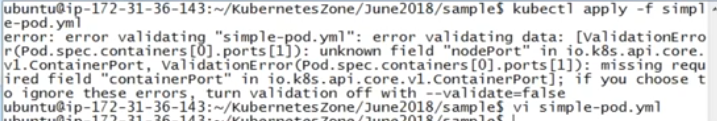 ubuntu@ip-172-31-36-143:~/KubernetesZone/June2018/sample$ kubectl apply -f simpl
e-pod.yml
error: error validating "simple-pod.yml": error validating data: [ValidationErro
r(Pod.spec.containers[0].ports[1]): unknown field "nodePort" in io.k8s.api.core.
v1.ContainerPort, ValidationError(Pod.spec.containers[0].ports[1]): missing requ
ired field "containerPort" in io.k8s.api.core.v1.ContainerPort]; if you choose t
o ignore these errors, turn validation off with --validate=false
ubuntu@ip-172-31-36-143:~/KubernetesZone/June2018/sample$ vi simple-pod.yml
ubuntu@ip-172-31-36-143:~/KubernetesZone/June2018/sample$